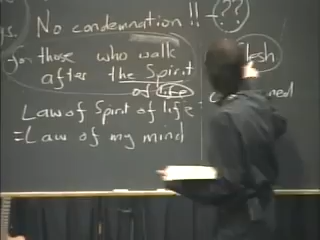 No condemnation!! - ??
for those who walk
after the Spirit
of life
Law of Spirit of life
= Law of my mind